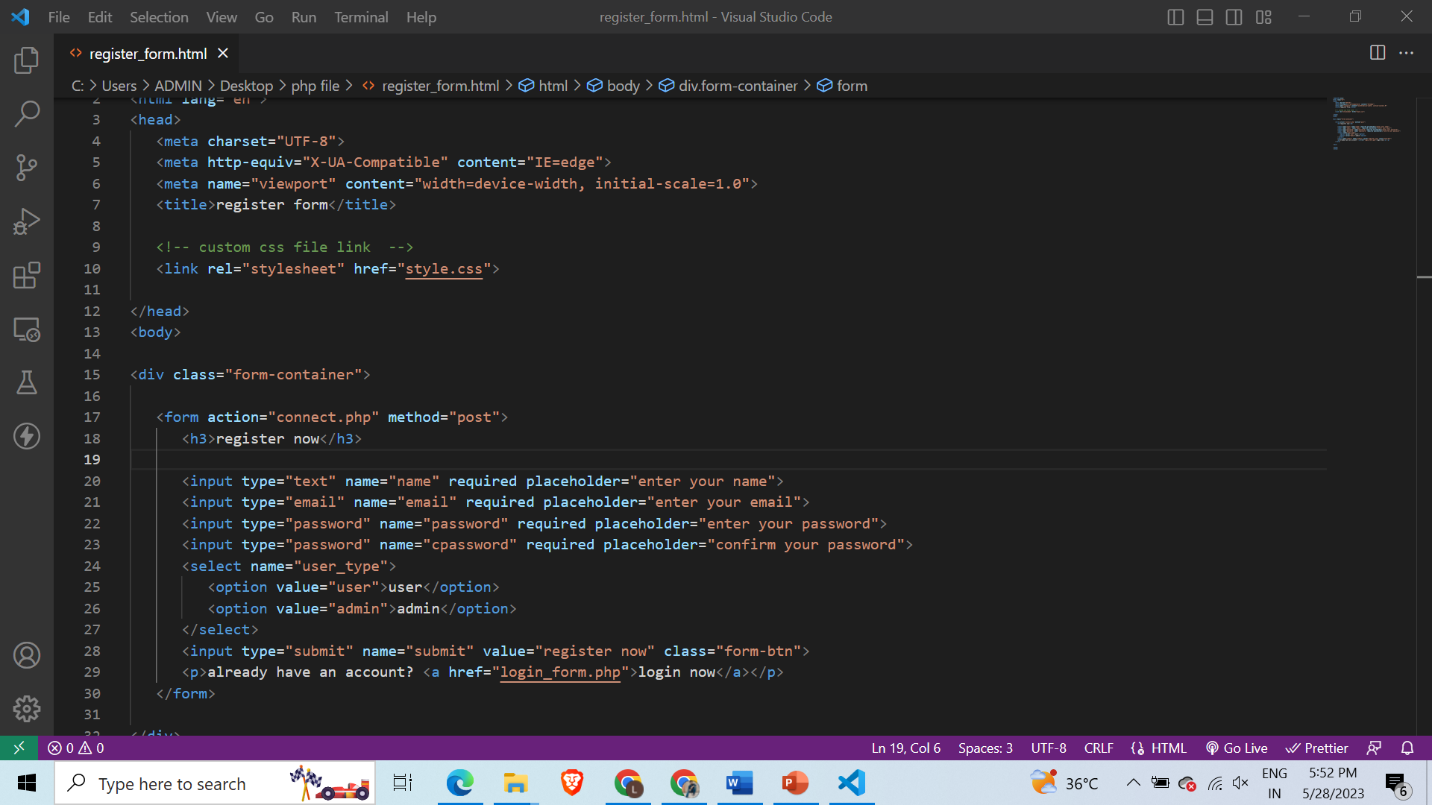 File Edit Selection View Go Run Terminal Help register_form.html - Visual Studio Code
<> register_form.html ×
C: > Users > ADMIN > Desktop > php file > <> register_form.html > html > body > div.form-container > form
2 <html lang="en">
3 <head>
4 <meta charset="UTF-8">
5 <meta http-equiv="X-UA-Compatible" content="IE=edge">
6 <meta name="viewport" content="width=device-width, initial-scale=1.0">
7 <title>register form</title>
8
9 <!-- custom css file link  -->
10 <link rel="stylesheet" href="style.css">
11
12 </head>
13 <body>
14
15 <div class="form-container">
16
17 <form action="connect.php" method="post">
18 <h3>register now</h3>
19
20 <input type="text" name="name" required placeholder="enter your name">
21 <input type="email" name="email" required placeholder="enter your email">
22 <input type="password" name="password" required placeholder="enter your password">
23 <input type="password" name="cpassword" required placeholder="confirm your password">
24 <select name="user_type">
25 <option value="user">user</option>
26 <option value="admin">admin</option>
27 </select>
28 <input type="submit" name="submit" value="register now" class="form-btn">
29 <p>already have an account? <a href="login_form.php">login now</a></p>
30 </form>
31
32 </div>
0 0 Ln 19, Col 6 Spaces: 3 UTF-8 CRLF HTML Go Live Prettier
Type here to search 36°C ENG 5:52 PM
IN 5/28/2023 6